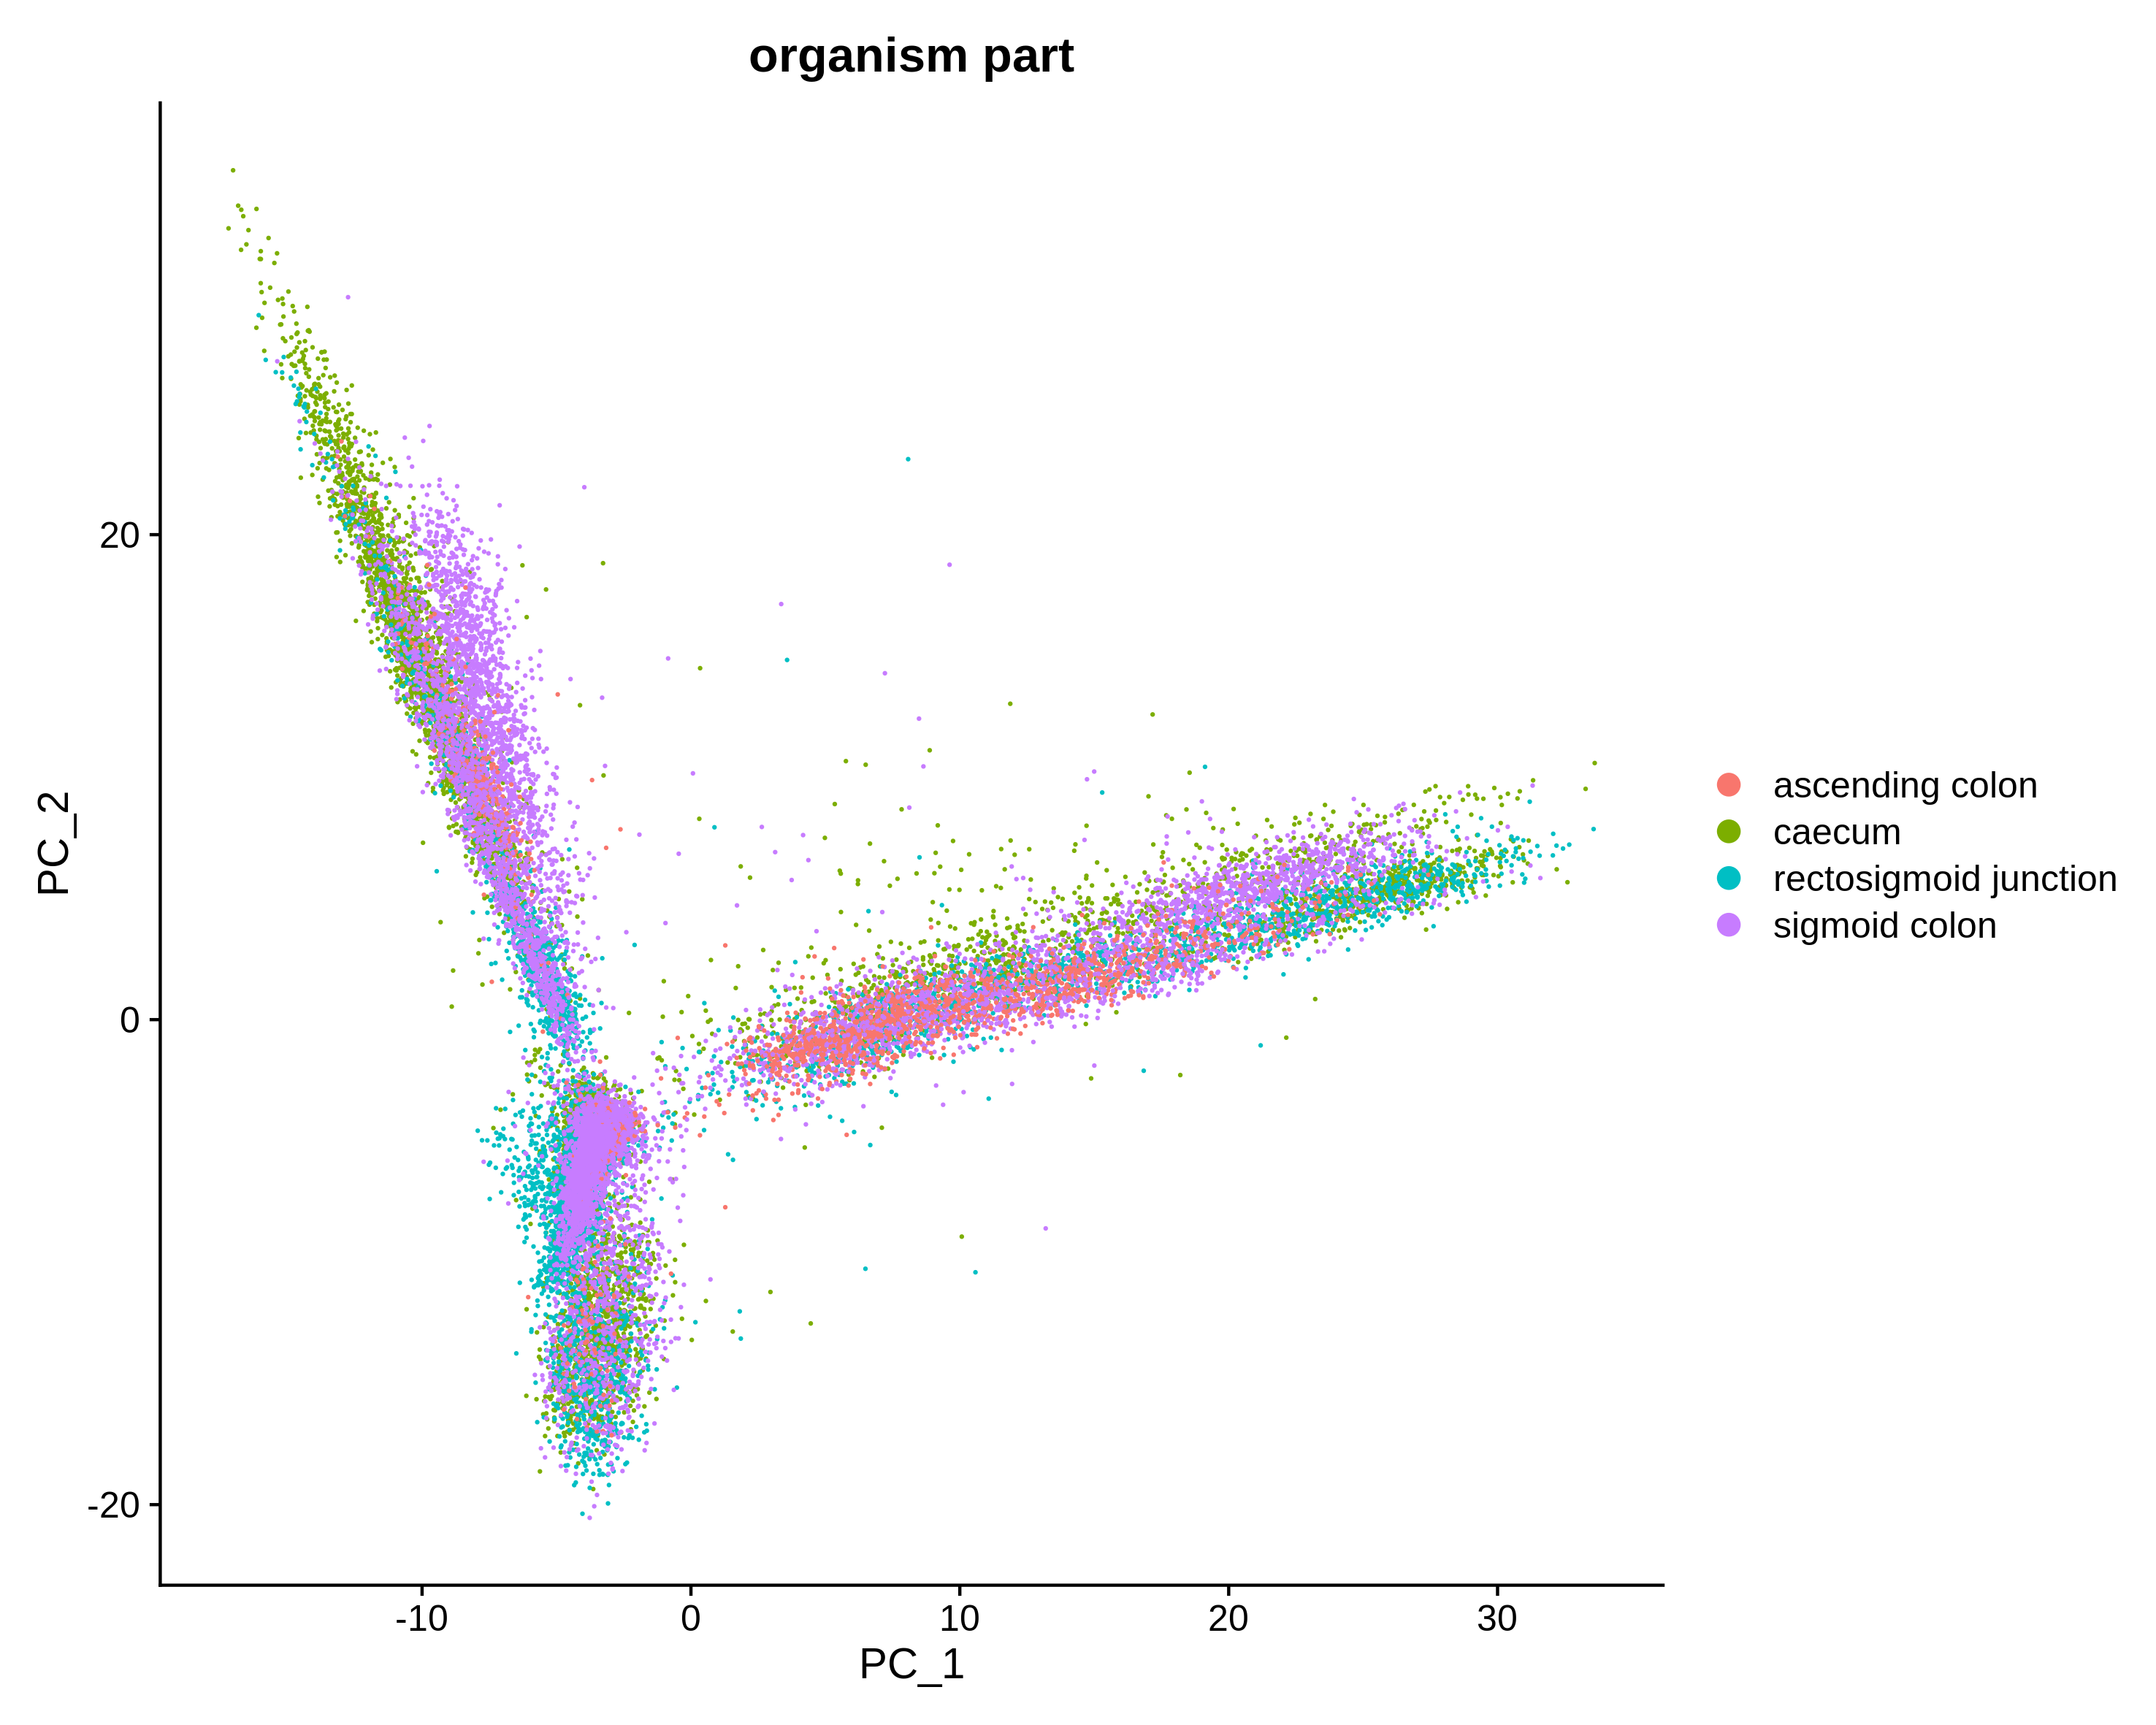 organism part
PC_2
20
0
-20
-10
0
10
20
30
PC_1
ascending colon
caecum
rectosigmoid junction
sigmoid colon